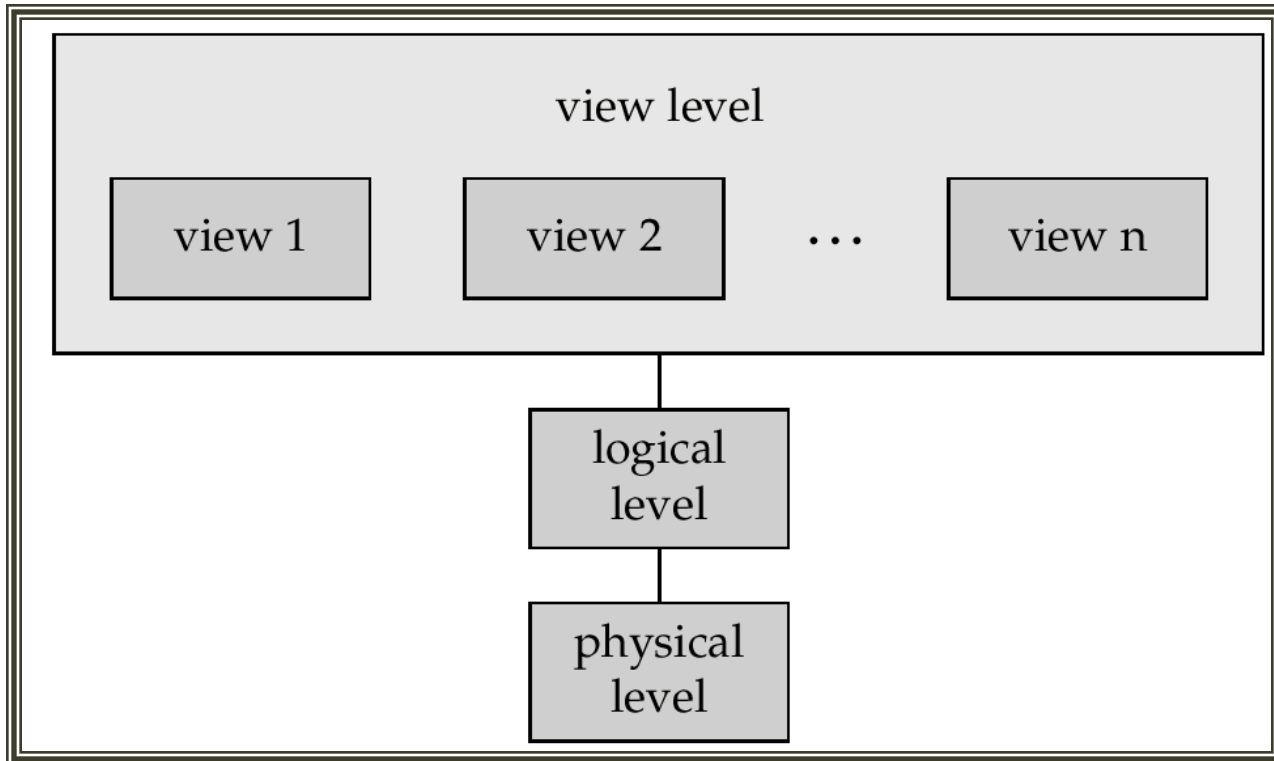 view level
view 1
view 2
...
view n
logical
level
physical
level